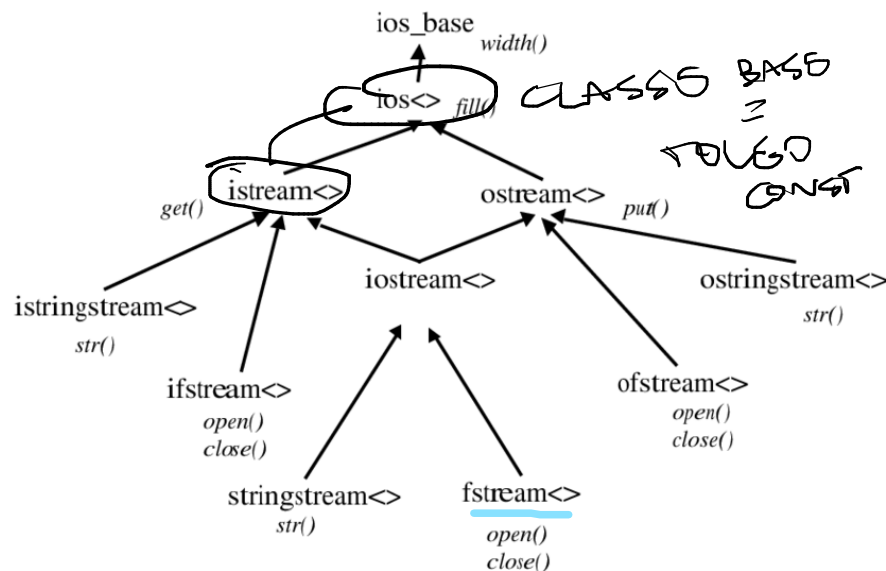 ios_base
width()
ios<>
fill()
CLASSE BASE
=
TOLGO
CONST
istream<>
get()
ostream<>
put()
iostream<>
istringstream<>
str()
ostringstream<>
str()
ifstream<>
open()
close()
ofstream<>
open()
close()
stringstream<>
str()
fstream<>
open()
close()